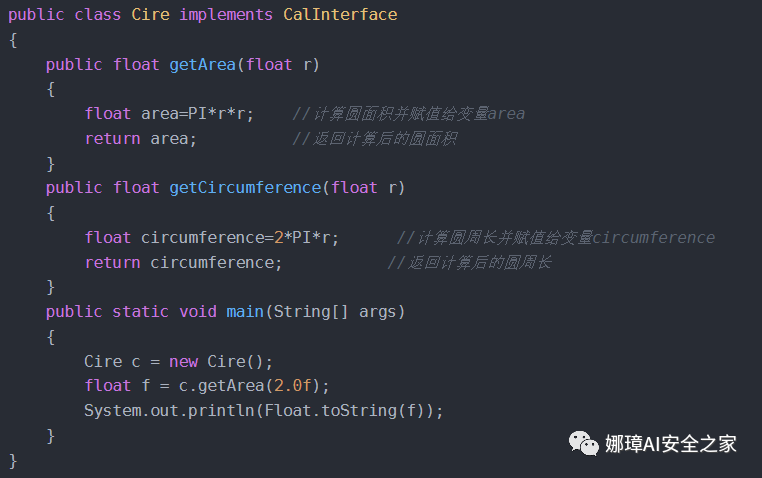 public class Cire implements CalInterface
{
    public float getArea(float r)
    {
        float area=PI*r*r;    //计算圆面积并赋值给变量area
        return area;          //返回计算后的圆面积
    }
    public float getCircumference(float r)
    {
        float circumference=2*PI*r;      //计算圆周长并赋值给变量circumference
        return circumference;           //返回计算后的圆周长
    }
    public static void main(String[] args)
    {
        Cire c = new Cire();
        float f = c.getArea(2.0f);
        System.out.println(Float.toString(f));
    }
}
娜璋AI安全之家